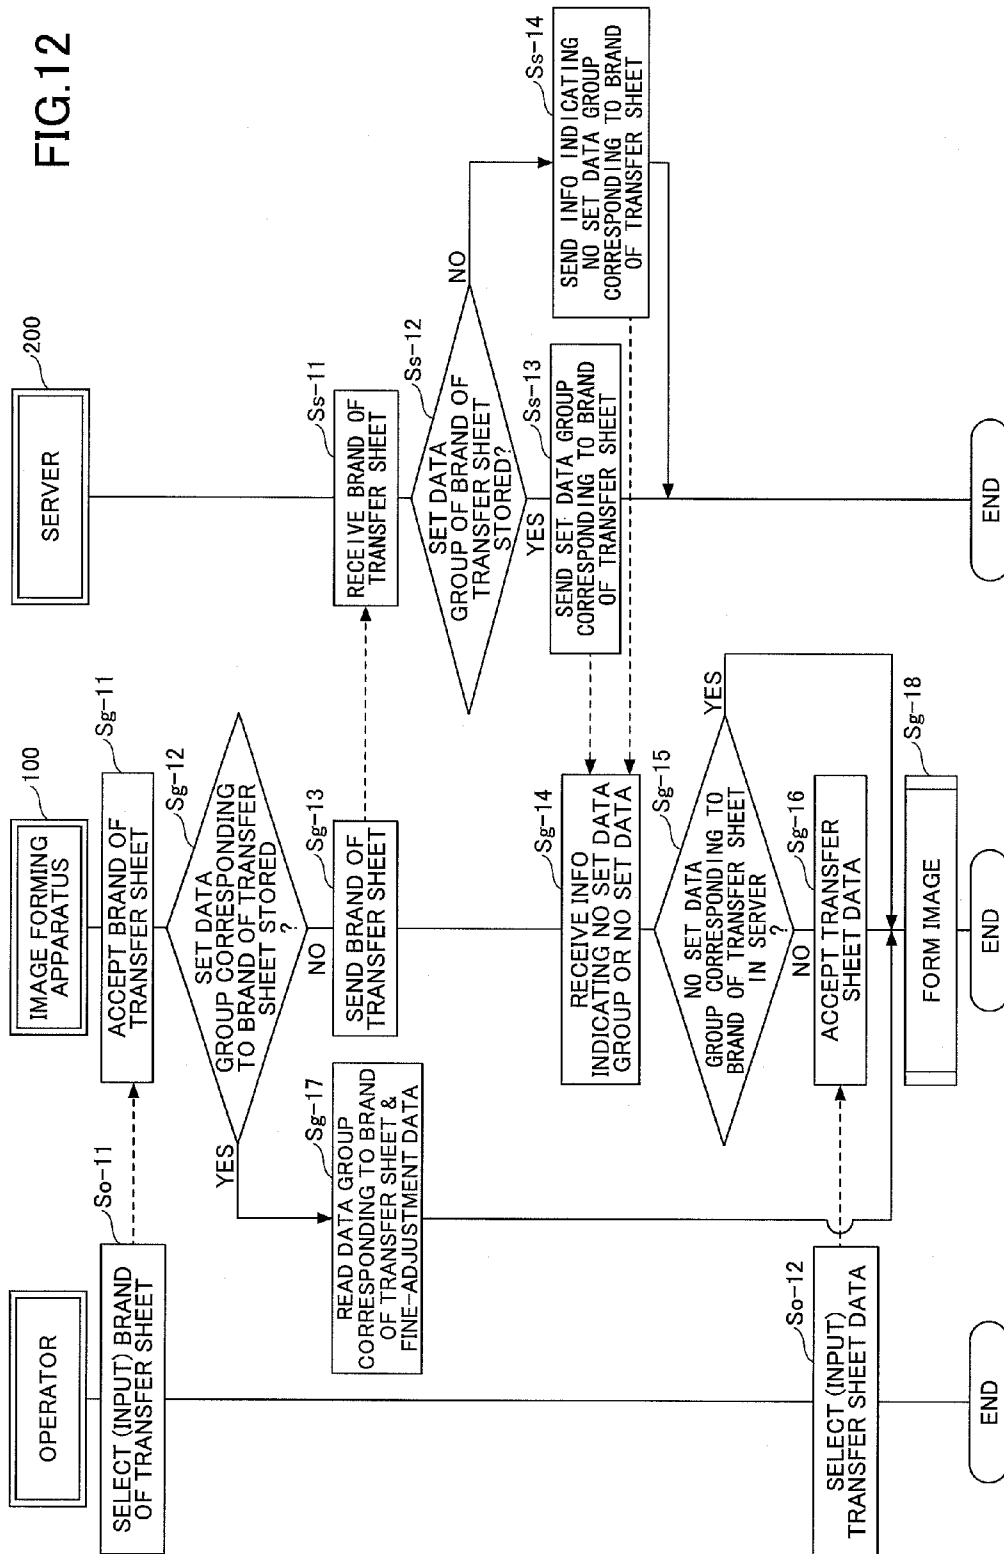 FIG.12
OPERATOR
SELECT (INPUT) BRAND
OF TRANSFER SHEET
So-11
SELECT (INPUT)
TRANSFER SHEET DATA
So-12
END
IMAGE FORMING
APPARATUS
100
ACCEPT BRAND OF
TRANSFER SHEET
Sg-11
SET DATA
GROUP CORRESPONDING
TO BRAND OF TRANSFER
SHEET STORED
?
Sg-12
YES
NO
READ DATA GROUP
CORRESPONDING TO BRAND
OF TRANSFER SHEET &
FINE-ADJUSTMENT DATA
Sg-17
SEND BRAND OF
TRANSFER SHEET
Sg-13
RECEIVE INFO
INDICATING NO SET DATA
GROUP OR NO SET DATA
Sg-14
NO SET DATA
GROUP CORRESPONDING TO
BRAND OF TRANSFER SHEET
IN SERVER
?
Sg-15
YES
NO
ACCEPT TRANSFER
SHEET DATA
Sg-16
FORM IMAGE
Sg-18
END
SERVER
200
RECEIVE BRAND OF
TRANSFER SHEET
Ss-11
SET DATA
GROUP OF BRAND OF
TRANSFER SHEET
STORED?
Ss-12
NO
YES
SEND SET DATA GROUP
CORRESPONDING TO BRAND
OF TRANSFER SHEET
Ss-13
SEND INFO INDICATING
NO SET DATA GROUP
CORRESPONDING TO BRAND
OF TRANSFER SHEET
Ss-14
END